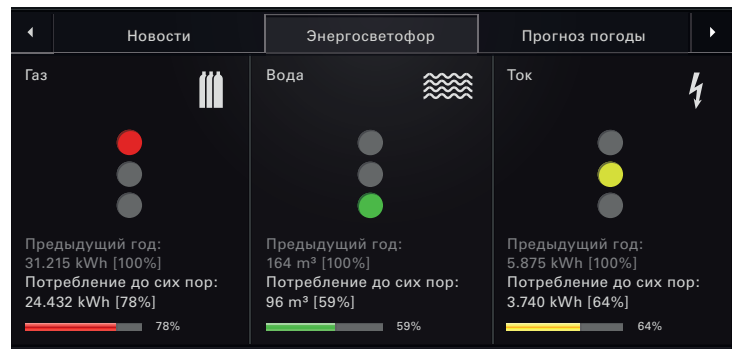 Новости
Энергосветофор
Прогноз погоды
Газ
Предыдущий год:
31.215 kWh [100%]
Потребление до сих пор:
24.432 kWh [78%]
78%
Вода
Предыдущий год:
164 m³ [100%]
Потребление до сих пор:
96 m³ [59%]
59%
Ток
Предыдущий год:
5.875 kWh [100%]
Потребление до сих пор:
3.740 kWh [64%]
64%